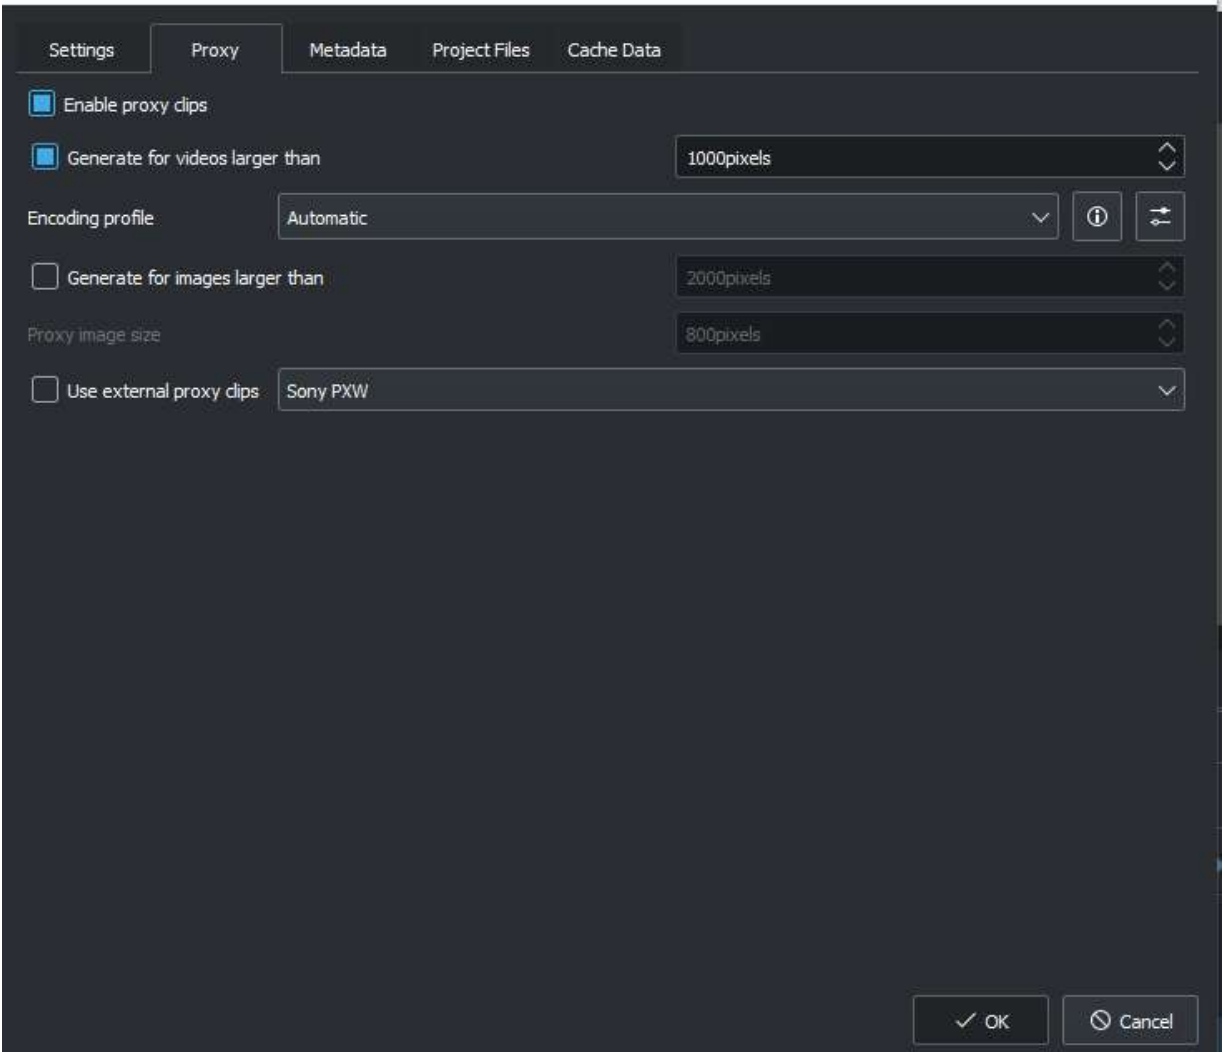 Settings Proxy Metadata Project Files Cache Data
Enable proxy clips
Generate for videos larger than 1000pixels
Encoding profile Automatic
Generate for images larger than 2000pixels
Proxy image size 800pixels
Use external proxy clips Sony PXW
OK Cancel